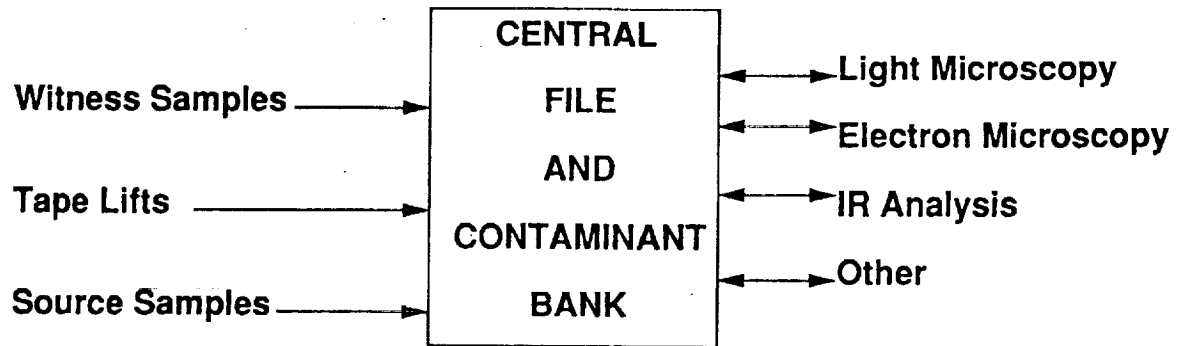 Witness Samples
Tape Lifts
Source Samples
CENTRAL
FILE
AND
CONTAMINANT
BANK
Light Microscopy
Electron Microscopy
IR Analysis
Other